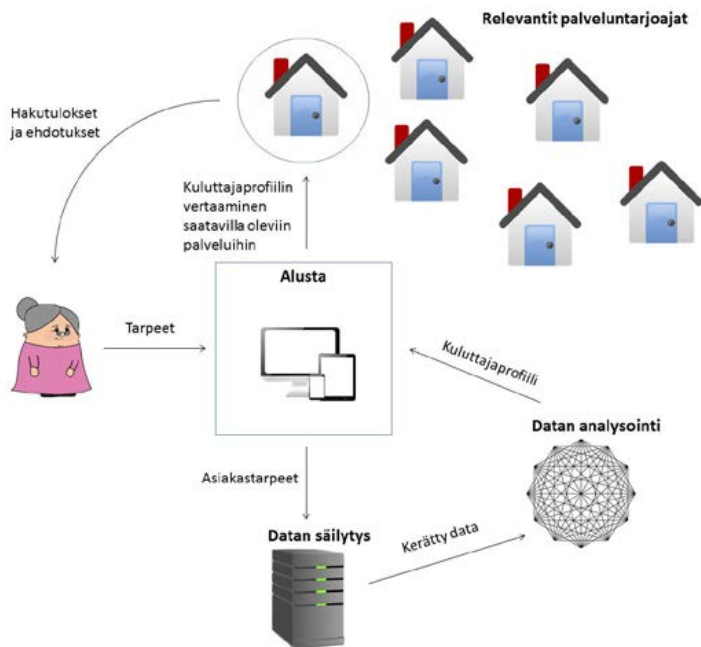 Relevantit palveluntarjoajat
Hakutulokset
ja ehdotukset
Kuluttajaprofiilin
vertaaminen
saatavilla oleviin
palveluihin
Alusta
Tarpeet
Kuluttajaprofiili
Datan analysointi
Asiakastarpeet
Datan säilytys
Kerätty data